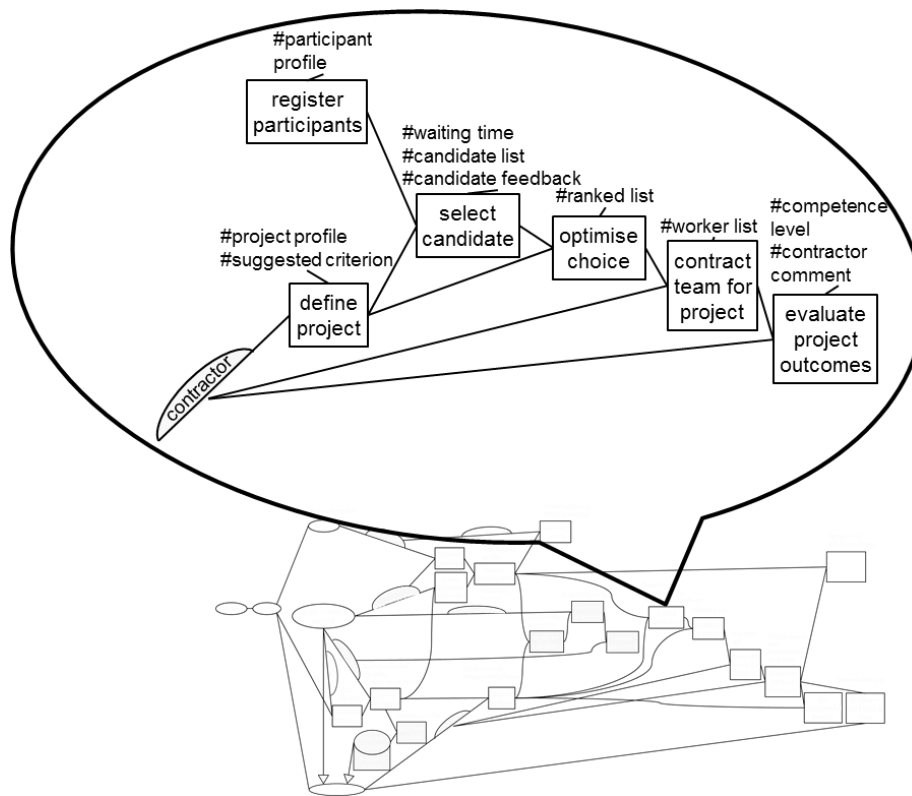 #participant
profile
register
participants
#waiting time
#candidate list
#candidate feedback
select
candidate
#ranked list
optimise
choice
#project profile
#suggested criterion
define
project
#worker list
contract
team for
project
#competence
level
#contractor
comment
evaluate
project
outcomes
contractor